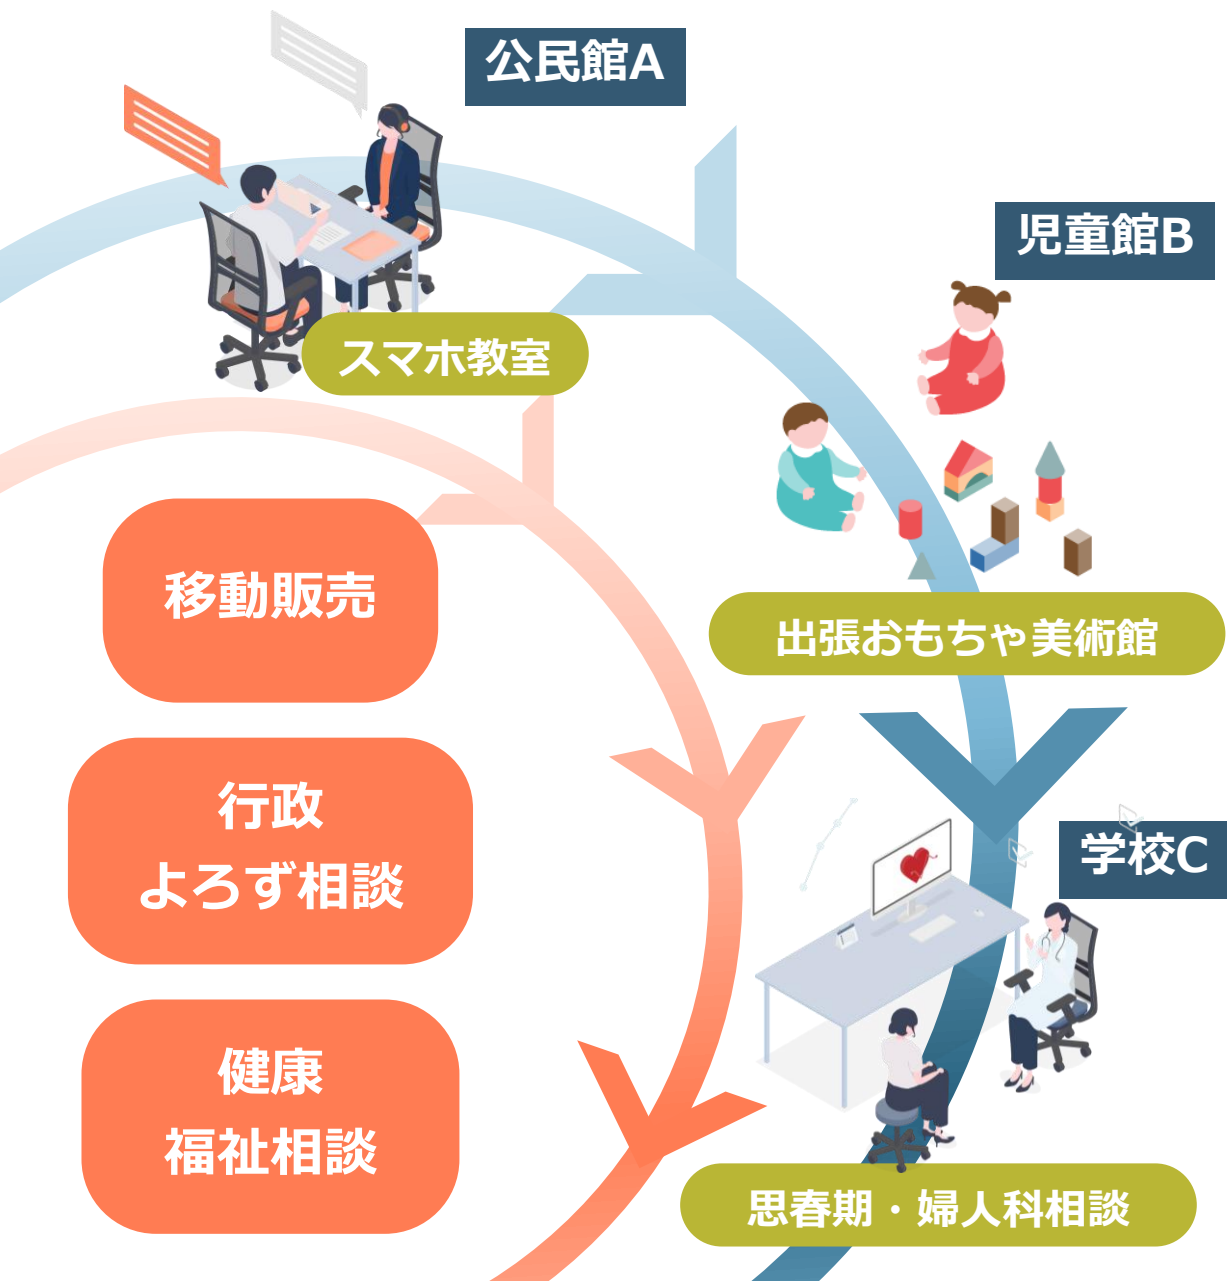 公民館A
スマホ教室
児童館B
出張おもちゃ美術館
移動販売
行政
よろず相談
健康
福祉相談
学校C
思春期・婦人科相談